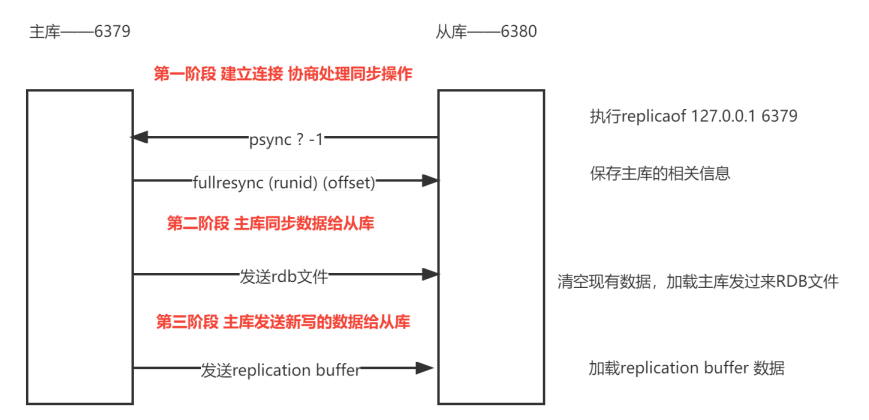 主库——6379
从库——6380
第一阶段 建立连接 协商处理同步操作
执行replicaof 127.0.0.1 6379
psync ? -1
fullresync (runid) (offset)
保存主库的相关信息
第二阶段 主库同步数据给从库
发送rdb文件
清空现有数据，加载主库发过来RDB文件
第三阶段 主库发送新写的数据给从库
发送replication buffer
加载replication buffer 数据